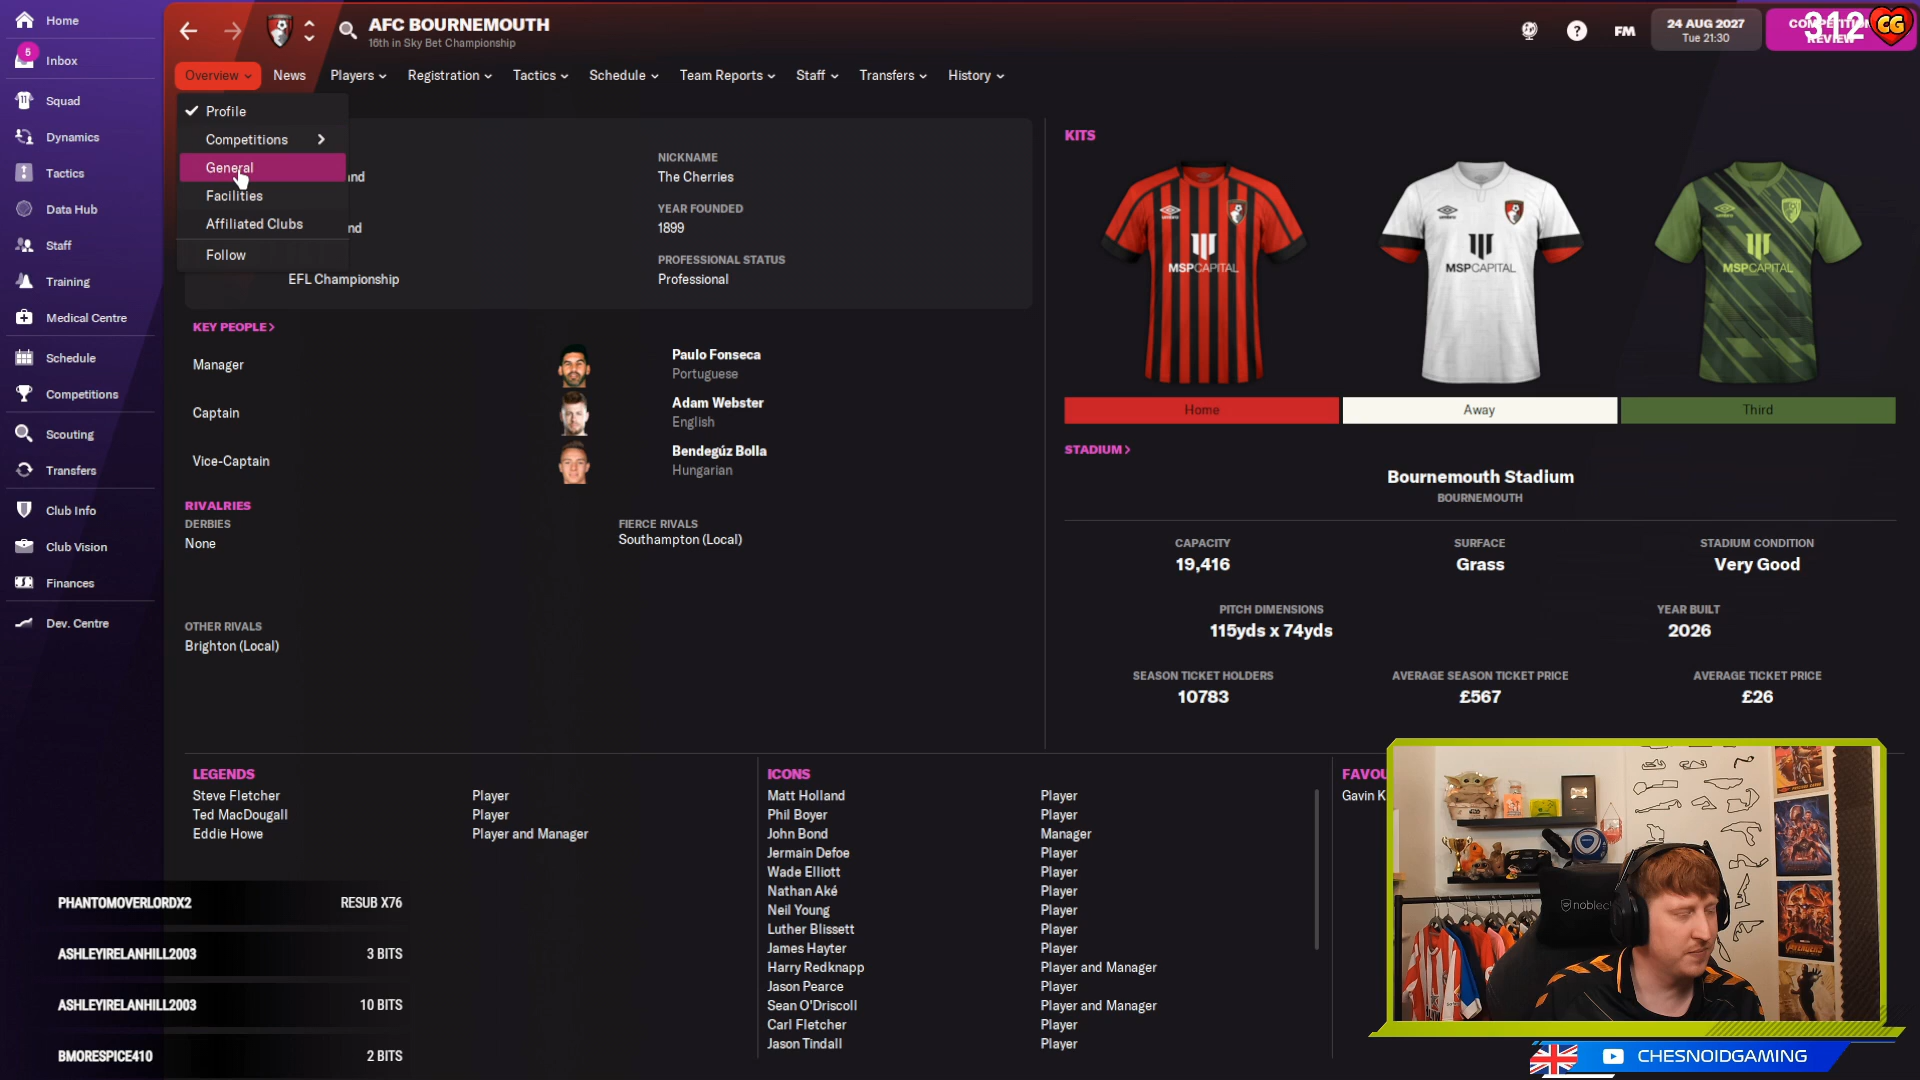 Home
5
Inbox
Squad
Dynamics
Tactics
Data Hub
Staff
Training
Medical Centre
Schedule
Competitions
Scouting
Transfers
Club Info
Club Vision
Finances
Dev. Centre
AFC BOURNEMOUTH
16th in Sky Bet Championship
FM
24 AUG 2027
Tue 21:30
REVIEW
312
CG
Overview
News
Players
Registration
Tactics
Schedule
Team Reports
Staff
Transfers
History
Profile
Competitions
General
Facilities
Affiliated Clubs
Follow
EFL Championship
NICKNAME
The Cherries
YEAR FOUNDED
1899
PROFESSIONAL STATUS
Professional
KEY PEOPLE>
Manager
Paulo Fonseca
Portuguese
Captain
Adam Webster
English
Vice-Captain
Bendegúz Bolla
Hungarian
RIVALRIES
DERBIES
None
FIERCE RIVALS
Southampton (Local)
OTHER RIVALS
Brighton (Local)
KITS
MSPCAPITAL
MSPCAPITAL
MSPCAPITAL
Home
Away
Third
STADIUM>
Bournemouth Stadium
BOURNEMOUTH
CAPACITY
19,416
SURFACE
Grass
STADIUM CONDITION
Very Good
PITCH DIMENSIONS
115yds x 74yds
YEAR BUILT
2026
SEASON TICKET HOLDERS
10783
AVERAGE SEASON TICKET PRICE
£567
AVERAGE TICKET PRICE
£26
LEGENDS
Steve Fletcher Player
Ted MacDougall Player
Eddie Howe Player and Manager
ICONS
Matt Holland Player
Phil Boyer Player
John Bond Manager
Jermain Defoe Player
Wade Elliott Player
Nathan Aké Player
Neil Young Player
Luther Blissett Player
James Hayter Player
Harry Redknapp Player and Manager
Jason Pearce Player
Sean O'Driscoll Player and Manager
Carl Fletcher Player
Jason Tindall Player
FAVOU
Gavin K
PHANTOMOVERLORDX2 RESUB X76
ASHLEYIRELANHILL2003 3 BITS
ASHLEYIRELANHILL2003 10 BITS
BMORESPICE410 2 BITS
CHESNOIDGAMING